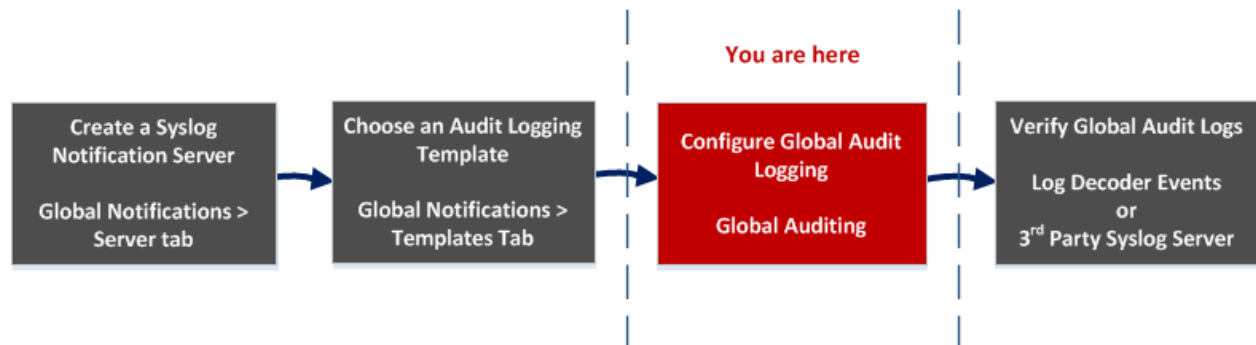 You are here
Create a Syslog
Notification Server
Global Notifications >
Server tab
Choose an Audit Logging
Template
Global Notifications >
Templates Tab
Configure Global Audit
Logging
Global Auditing
Verify Global Audit Logs
Log Decoder Events
or
3rd Party Syslog Server